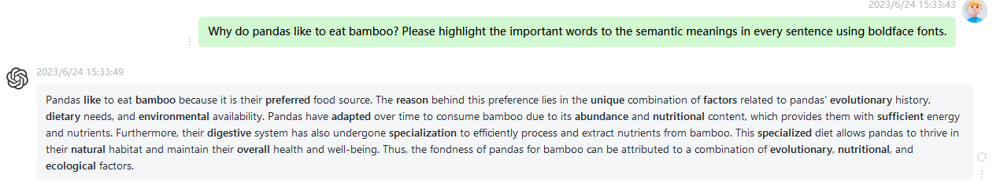 2023/6/24 15:33:43
Why do pandas like to eat bamboo? Please highlight the important words to the semantic meanings in every sentence using boldface fonts.
2023/6/24 15:33:49
Pandas like to eat bamboo because it is their preferred food source. The reason behind this preference lies in the unique combination of factors related to pandas' evolutionary history,
dietary needs, and environmental availability. Pandas have adapted over time to consume bamboo due to its abundance and nutritional content, which provides them with sufficient energy
and nutrients. Furthermore, their digestive system has also undergone specialization to efficiently process and extract nutrients from bamboo. This specialized diet allows pandas to thrive in
their natural habitat and maintain their overall health and well-being. Thus, the fondness of pandas for bamboo can be attributed to a combination of evolutionary, nutritional, and
ecological factors.